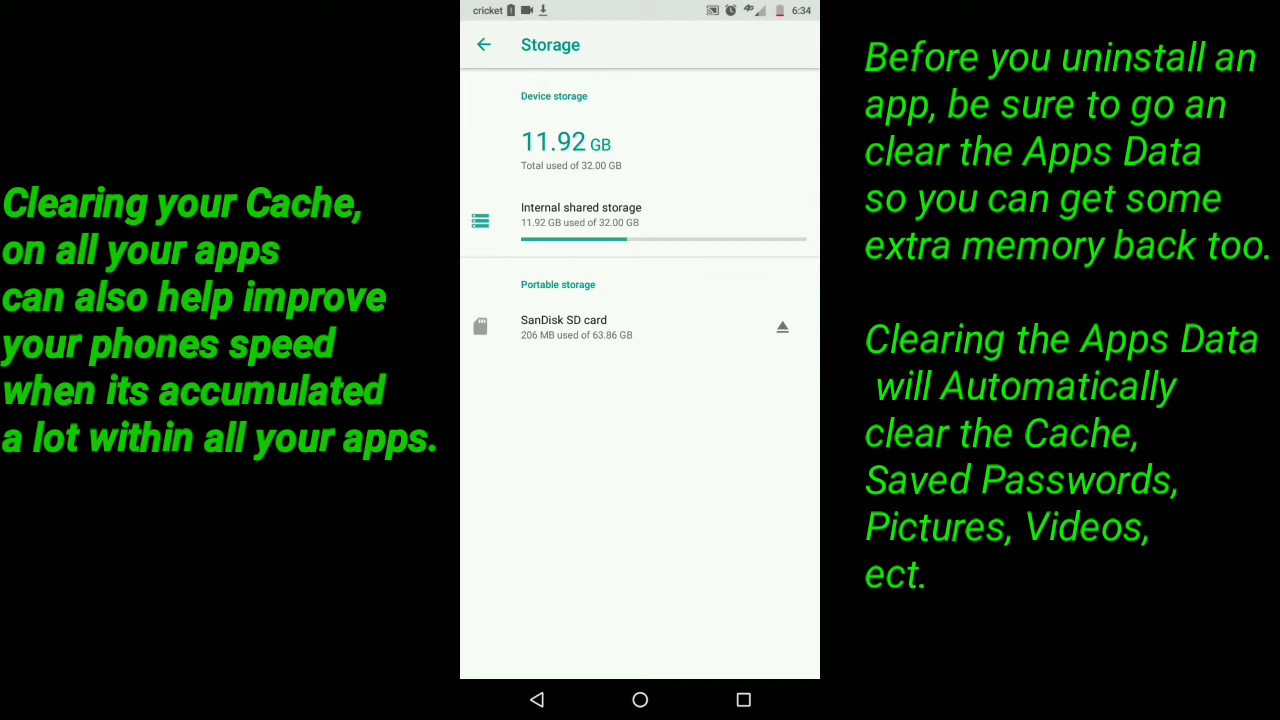 Clearing your Cache,
on all your apps
can also help improve
your phones speed
when its accumulated
a lot within all your apps.
cricket
6:34
Storage
Device storage
11.92 GB
Total used of 32.00 GB
Internal shared storage
11.92 GB used of 32.00 GB
Portable storage
SanDisk SD card
206 MB used of 63.86 GB
Before you uninstall an
app, be sure to go an
clear the Apps Data
so you can get some
extra memory back too.
Clearing the Apps Data
will Automatically
clear the Cache,
Saved Passwords,
Pictures, Videos,
ect.